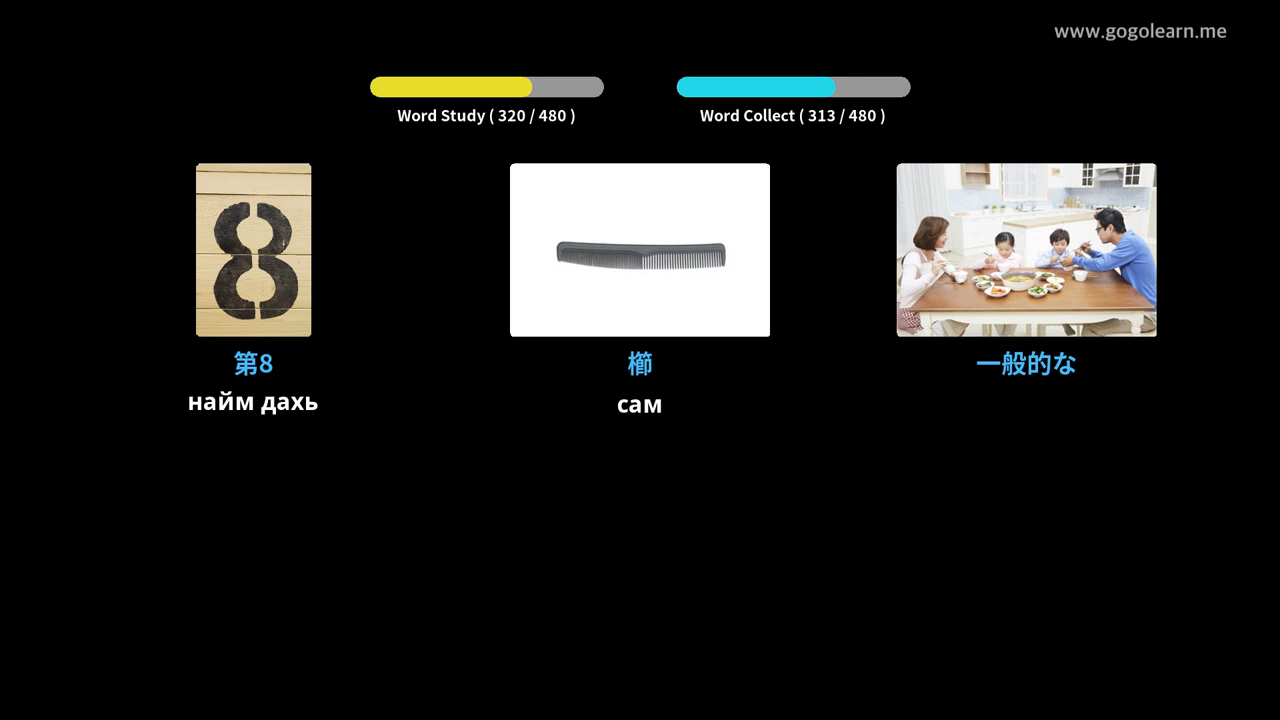 www.gogolearn.me
Word Study ( 320 / 480 )
Word Collect ( 313 / 480 )
8
第8
櫛
一般的な
найм дахь
сам